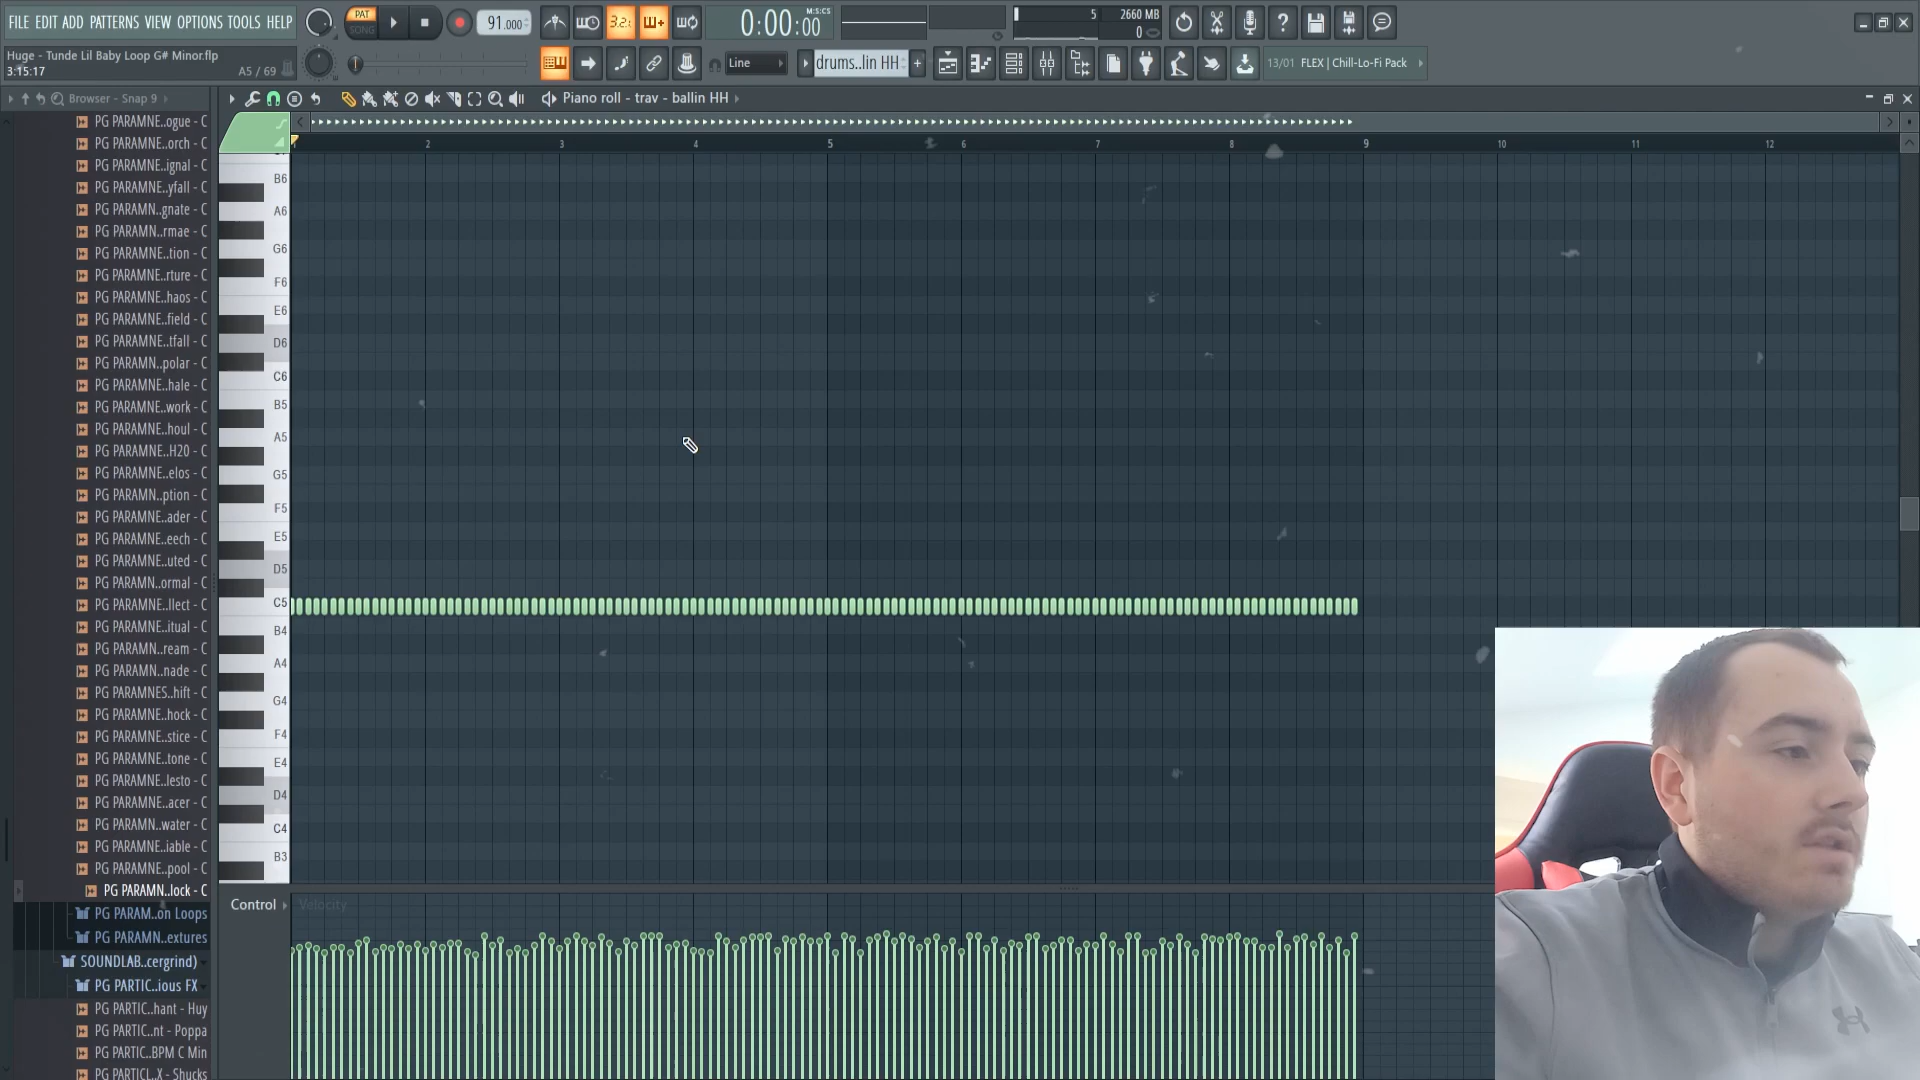 FILE EDIT ADD PATTERNS VIEW OPTIONS TOOLS HELP
PAT
SONG
91.000
3.2.
0:00:00
M:S:CS
5
2660 MB
0
Huge - Tunde Lil Baby Loop G# Minor.flp
3:15:17
A5 / 69
Line
drums..lin HH
13/01 FLEX | Chill-Lo-Fi Pack
Browser - Snap 9
Piano roll - trav - ballin HH
PG PARAMNE..ogue - C
PG PARAMNE..orch - C
PG PARAMNE..ignal - C
PG PARAMNE..yfall - C
PG PARAMN..gnate - C
PG PARAMN..rmae - C
PG PARAMNE..tion - C
PG PARAMNE..rture - C
PG PARAMNE..haos - C
PG PARAMNE..field - C
PG PARAMNE..tfall - C
PG PARAMN..polar - C
PG PARAMNE..hale - C
PG PARAMNE..work - C
PG PARAMNE..houl - C
PG PARAMNE..H20 - C
PG PARAMNE..elos - C
PG PARAMN..ption - C
PG PARAMNE..ader - C
PG PARAMNE..eech - C
PG PARAMNE..uted - C
PG PARAMN..ormal - C
PG PARAMNE..llect - C
PG PARAMNE..itual - C
PG PARAMN..ream - C
PG PARAMN..nade - C
PG PARAMNES..hift - C
PG PARAMNE..hock - C
PG PARAMNE..stice - C
PG PARAMNE..tone - C
PG PARAMNE..lesto - C
PG PARAMNE..acer - C
PG PARAMN..water - C
PG PARAMNE..iable - C
PG PARAMNE..pool - C
PG PARAMN..lock - C
PG PARAM..on Loops
PG PARAMN..extures
SOUNDLAB..cergrind)
PG PARTIC..ious FX
PG PARTIC..hant - Huy
PG PARTIC..nt - Poppa
PG PARTIC..BPM C Min
PG PARTICL..X - Shucks
2 3 4 5 6 7 8 9 10 11 12
B6
A6
G6
F6
E6
D6
C6
B5
A5
G5
F5
E5
D5
C5
B4
A4
G4
F4
E4
D4
C4
B3
Control
Velocity